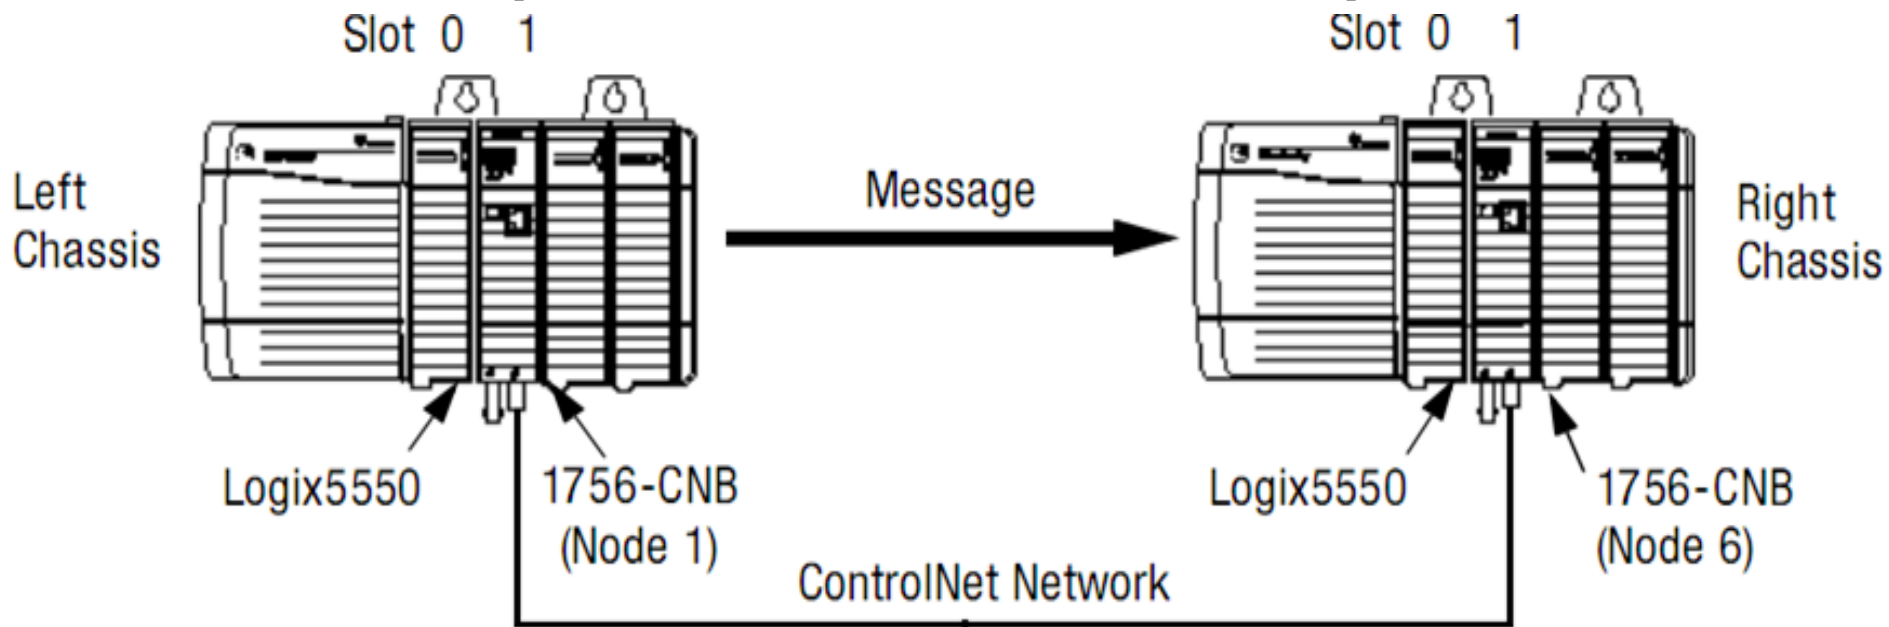 Slot 0 1
Slot 0 1
Left
Chassis
Message
Right
Chassis
Logix5550
1756-CNB
(Node 1)
Logix5550
1756-CNB
(Node 6)
ControlNet Network